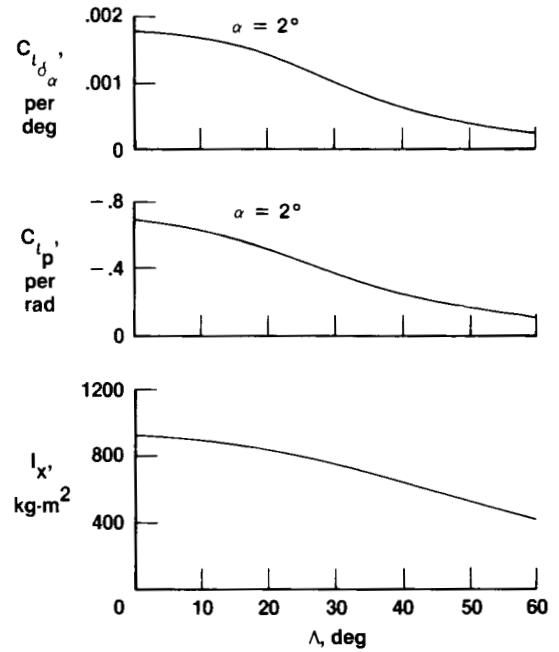 .002
C_{l_{δ_α}},
per
deg
α = 2°
.001
0
−.8
C_{l_p},
per
rad
α = 2°
−.4
0
1200
I_x,
kg-m²
800
400
0 10 20 30 40 50 60
Λ, deg